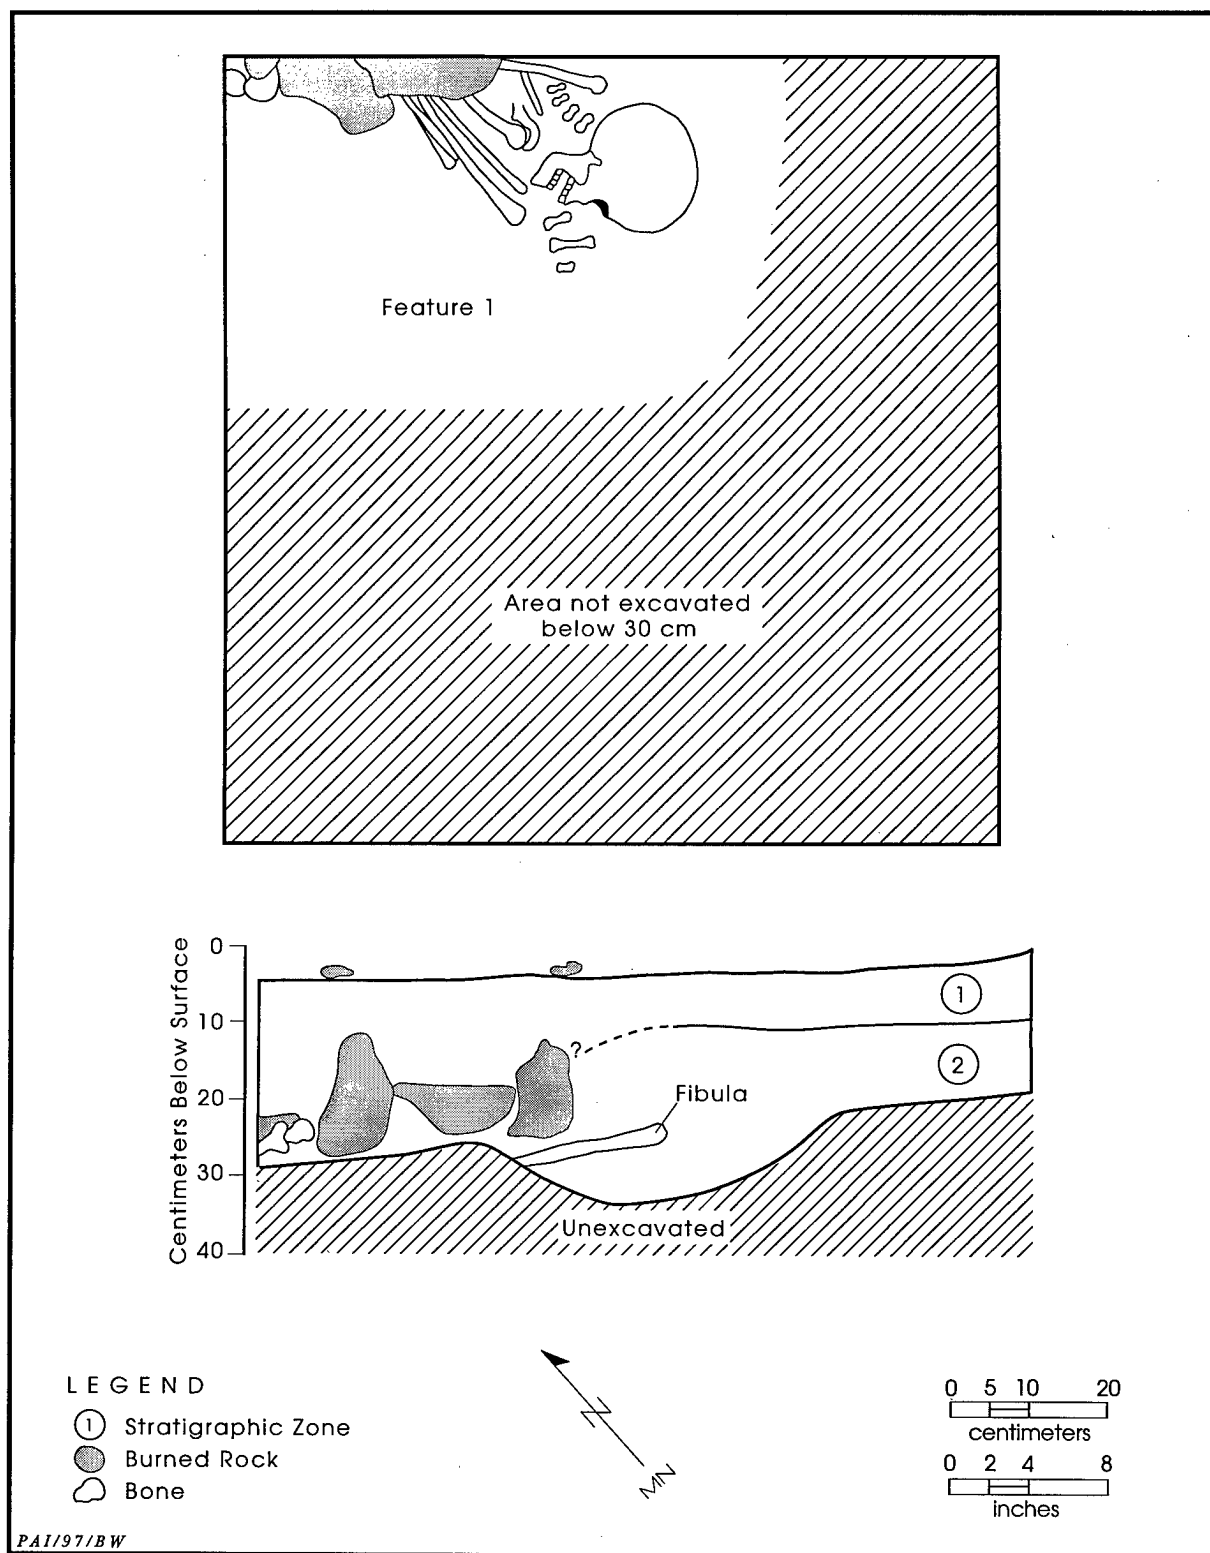 Feature 1
Area not excavated
below 30 cm
Centimeters Below Surface
0
10
20
30
40
1
2
?
Fibula
Unexcavated
LEGEND
1 Stratigraphic Zone
Burned Rock
Bone
N
MN
0 5 10 20
centimeters
0 2 4 8
inches
PAI/97/BW